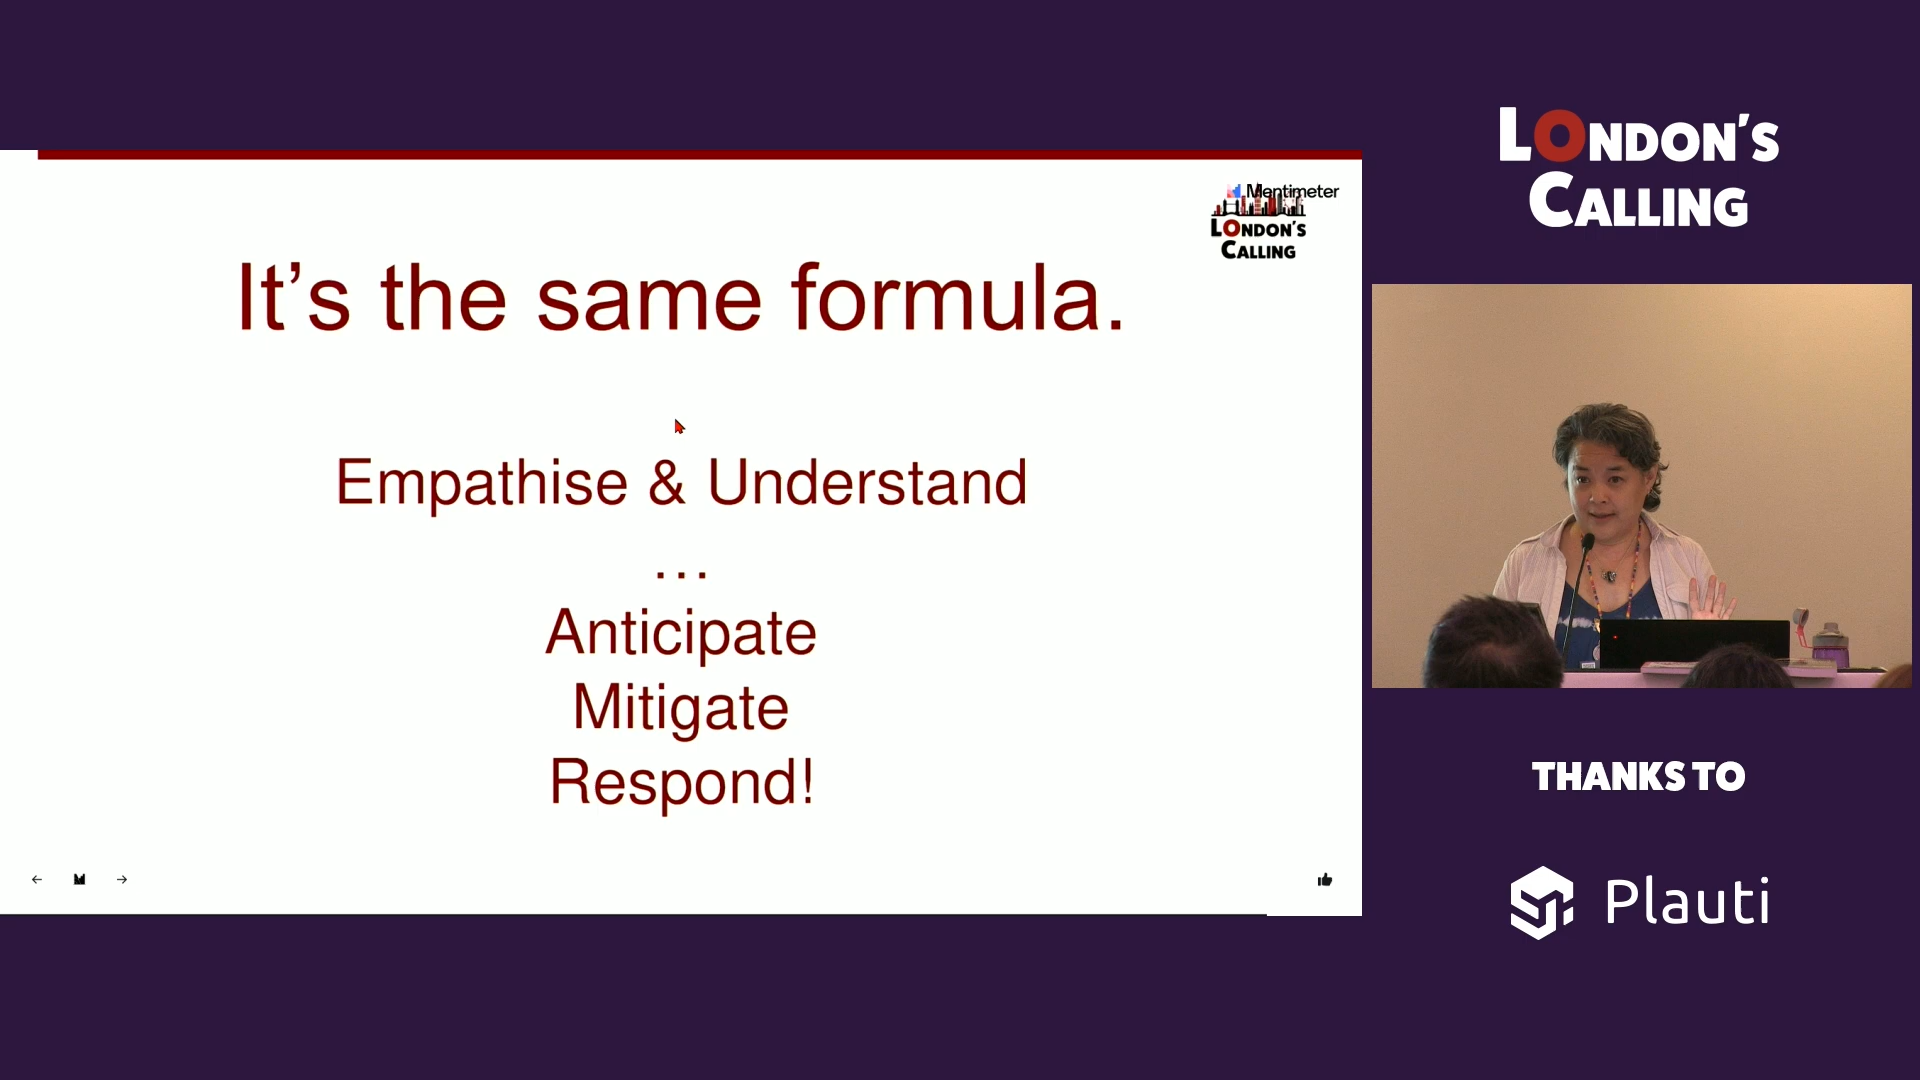 Mentimeter
LONDON'S
CALLING
It's the same formula.
Empathise & Understand
...
Anticipate
Mitigate
Respond!
LONDON'S
CALLING
THANKS TO
Plauti